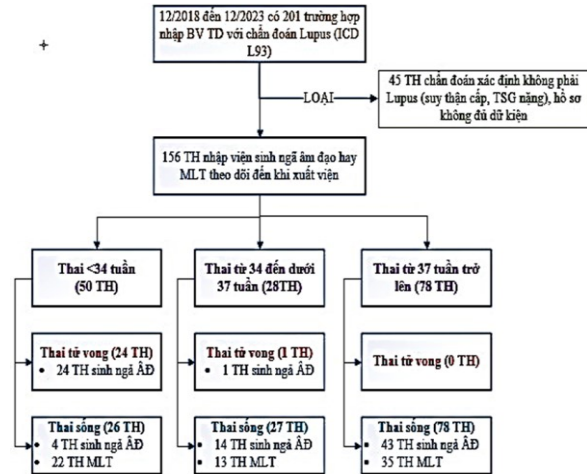 12/2018 đến 12/2023 có 201 trường hợp
nhập BV TD với chẩn đoán Lupus (ICD
L93)
LOẠI
45 TH chẩn đoán xác định không phải
Lupus (suy thận cấp, TSG nặng), hồ sơ
không đủ dữ kiện
156 TH nhập viện sinh ngã âm đạo hay
MLT theo dõi đến khi xuất viện
Thai <34 tuần
(50 TH)
Thai từ 34 đến dưới
37 tuần (28TH)
Thai từ 37 tuần trở
lên (78 TH)
Thai tử vong (24 TH)
• 24 TH sinh ngã ÂĐ
Thai tử vong (1 TH)
• 1 TH sinh ngã ÂĐ
Thai tử vong (0 TH)
Thai sống (26 TH)
• 4 TH sinh ngã ÂĐ
• 22 TH MLT
Thai sống (27 TH)
• 14 TH sinh ngã ÂĐ
• 13 TH MLT
Thai sống (78 TH)
• 43 TH sinh ngã ÂĐ
• 35 TH MLT